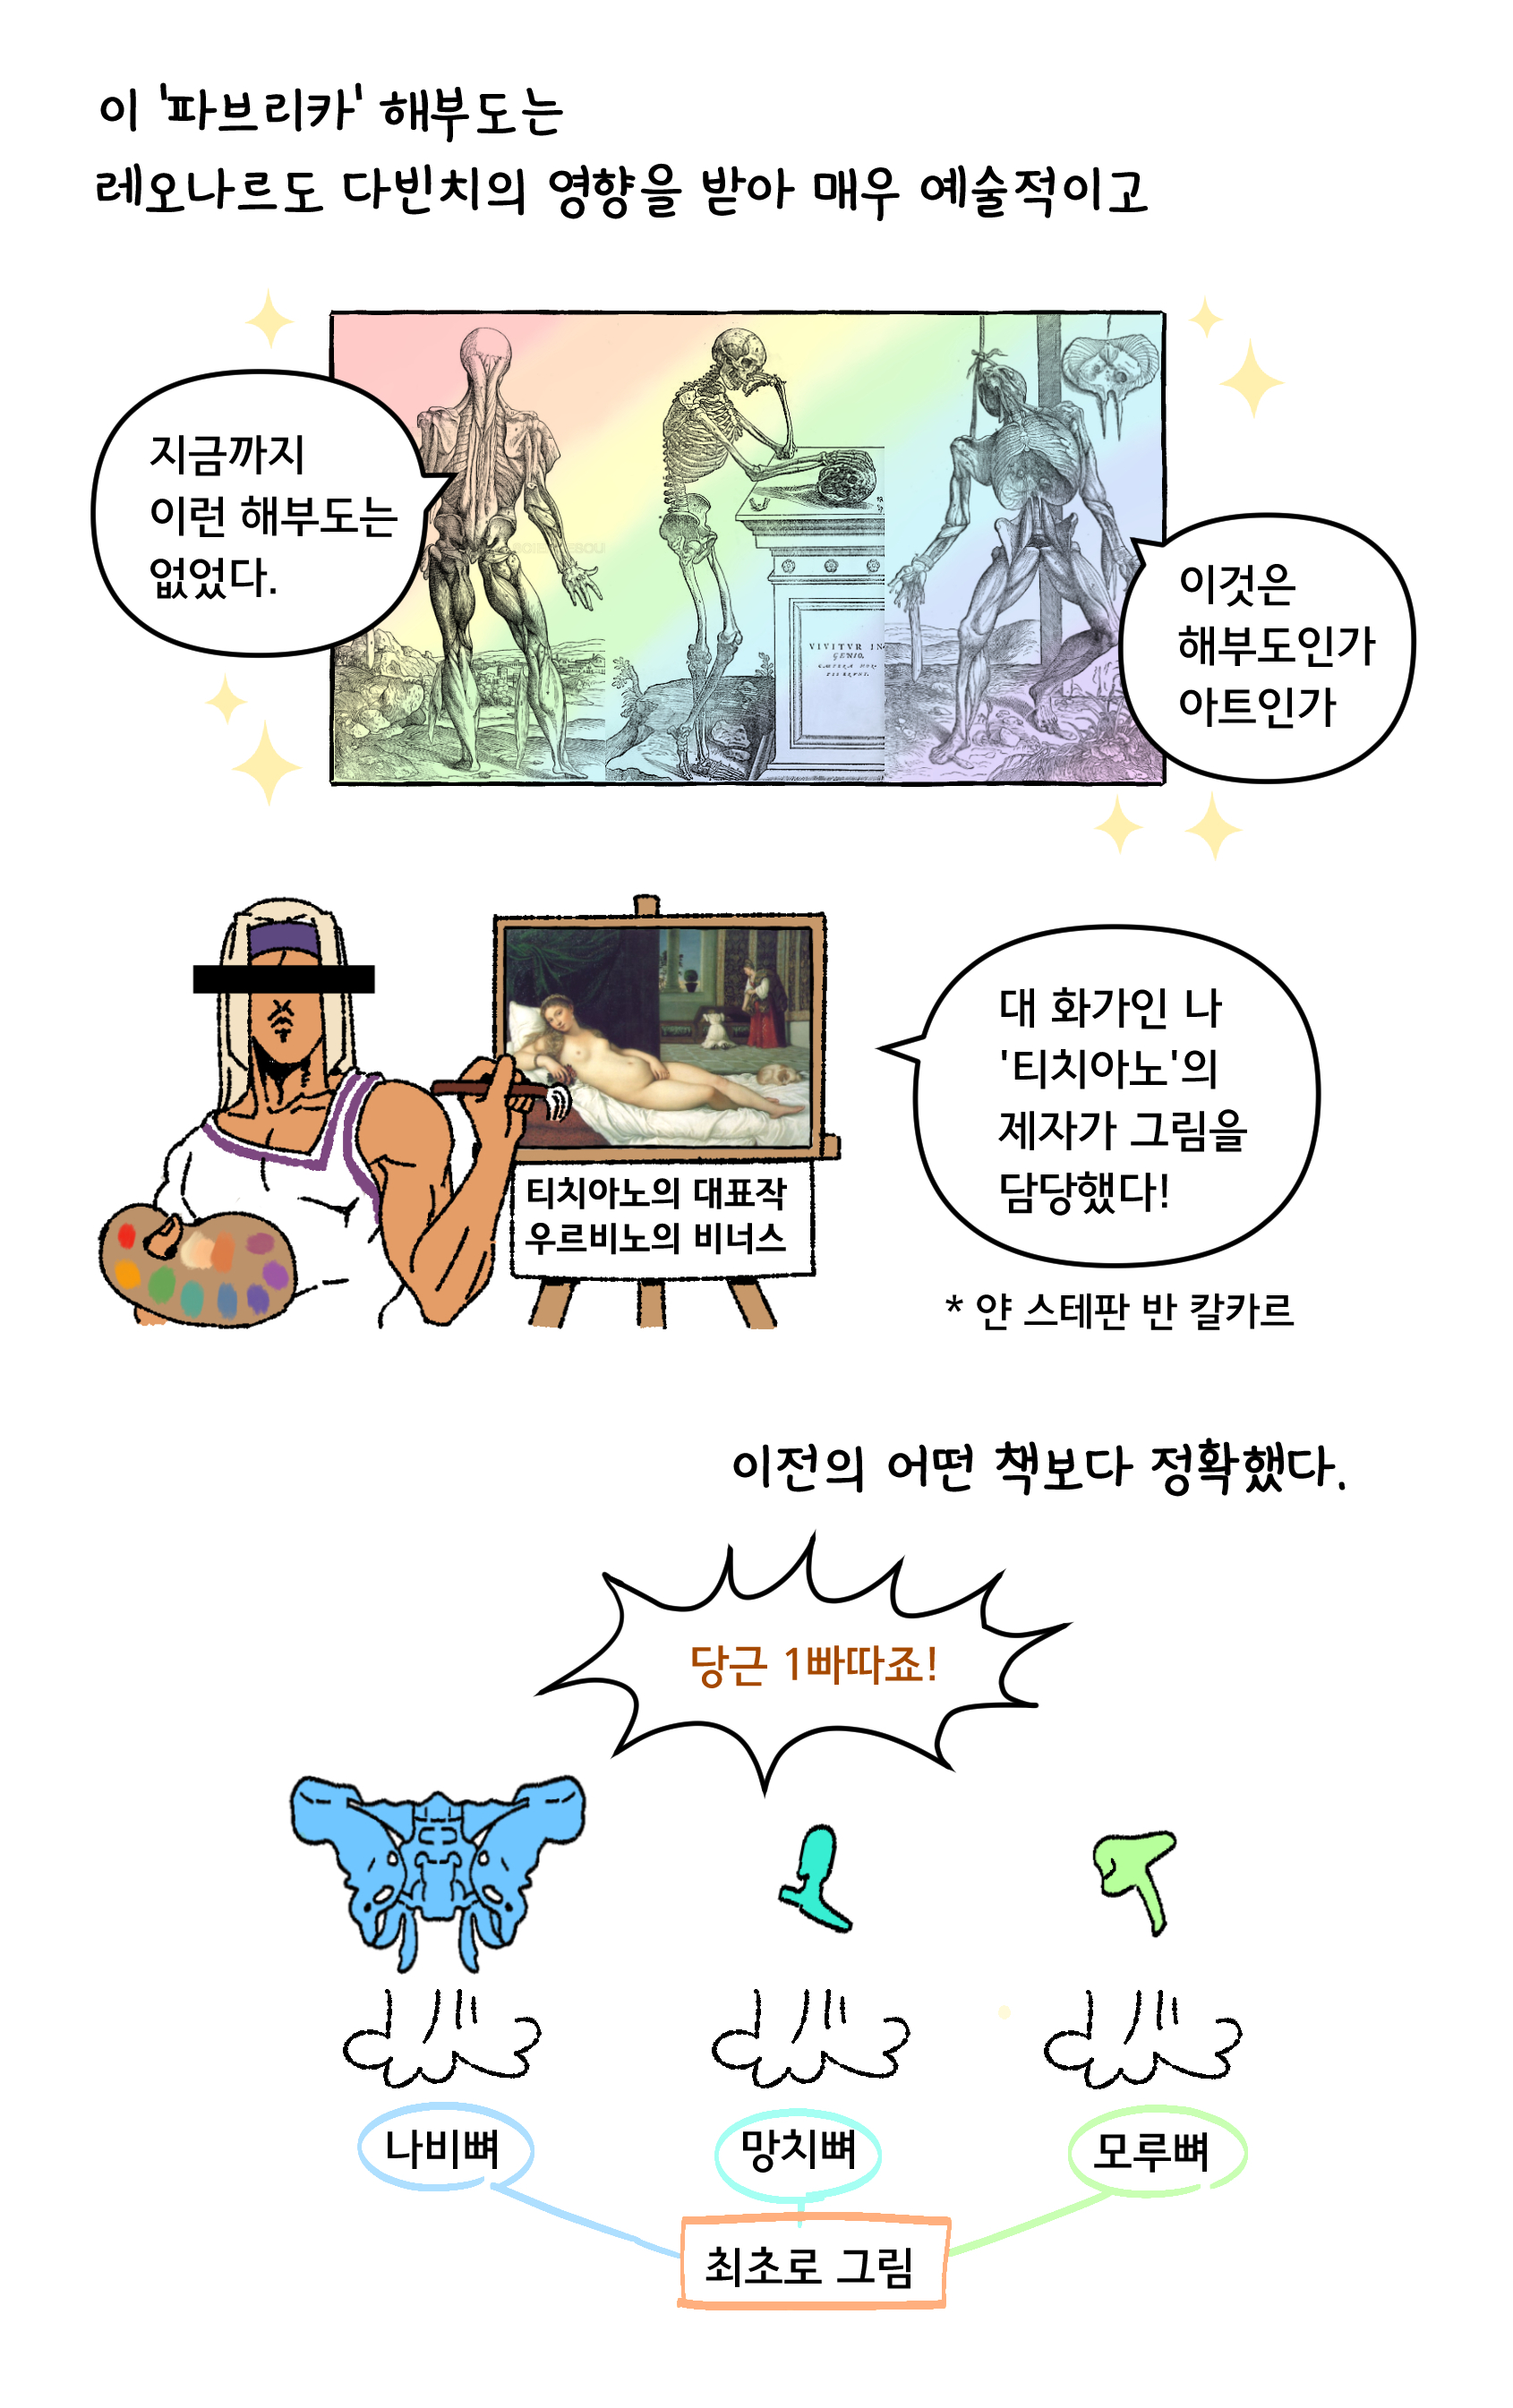 이 '파브리카' 해부도는
레오나르도 다빈치의 영향을 받아 매우 예술적이고
지금까지
이런 해부도는
없었다.
VIVITVR IN
GENIO,
이것은
해부도인가
아트인가
대 화가인 나
'티치아노'의
제자가 그림을
담당했다!
티치아노의 대표작
우르비노의 비너스
* 얀 스테판 반 칼카르
이전의 어떤 책보다 정확했다.
당근 1빠따죠!
나비뼈
망치뼈
모루뼈
최초로 그림